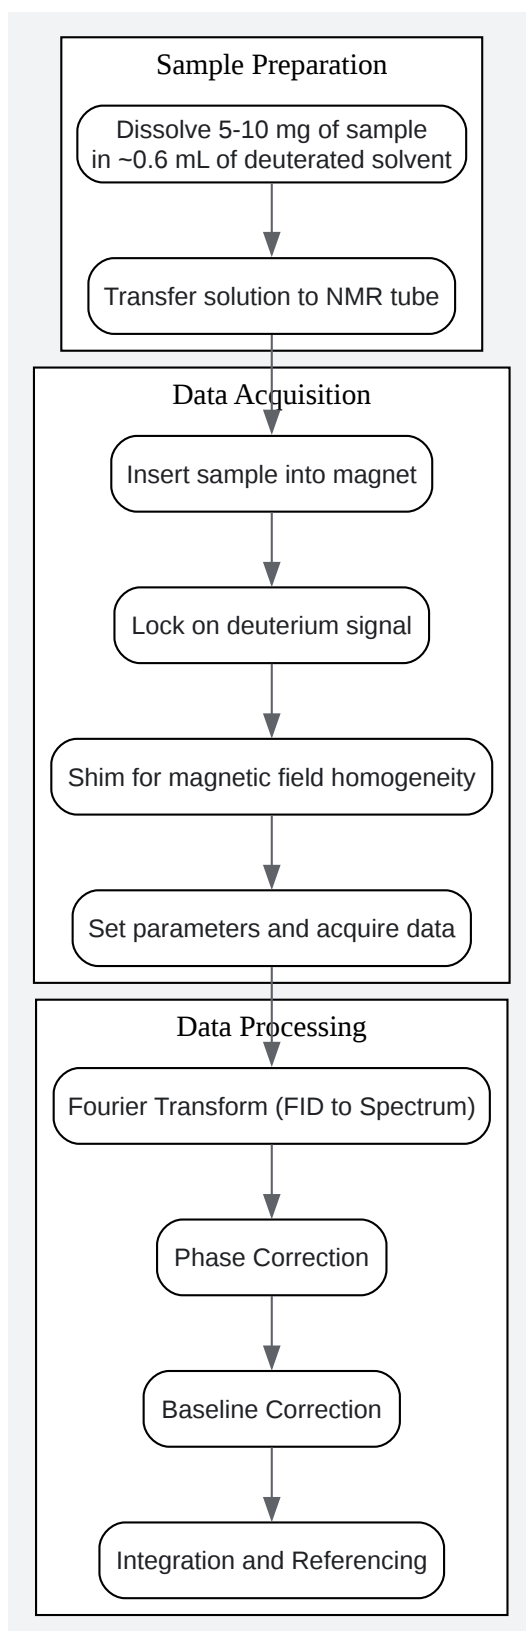 Sample Preparation
Dissolve 5-10 mg of sample
in ~0.6 mL of deuterated solvent
Transfer solution to NMR tube
Data Acquisition
Insert sample into magnet
Lock on deuterium signal
Shim for magnetic field homogeneity
Set parameters and acquire data
Data Processing
Fourier Transform (FID to Spectrum)
Phase Correction
Baseline Correction
Integration and Referencing